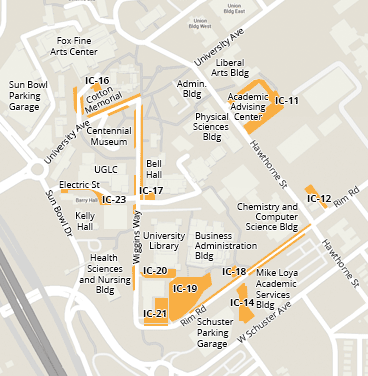 Union
Bldg East
Union
Bldg West
Fox Fine
Arts Center
University Ave
Liberal
Arts Bldg
Sun Bowl
Parking
Garage
IC-16
Cotton
Memorial
Admin.
Bldg
Academic
Advising
Center
IC-11
University Ave
Centennial
Museum
Physical
Sciences
Bldg
UGLC
Bell
Hall
Hawthorne St
Electric St
IC-17
Barry Hall
IC-23
IC-12
Rim Rd
Sun Bowl Dr
Kelly
Hall
Wiggins Way
Chemistry and
Computer
Science Bldg
University
Library
Business
Administration
Bldg
Hawthorne St
Health
Sciences
and Nursing
Bldg
IC-20
IC-18
Mike Loya
Academic
Services
Bldg
IC-19
IC-14
IC-21
Rim Rd
Schuster
Parking
Garage
W Schuster Ave